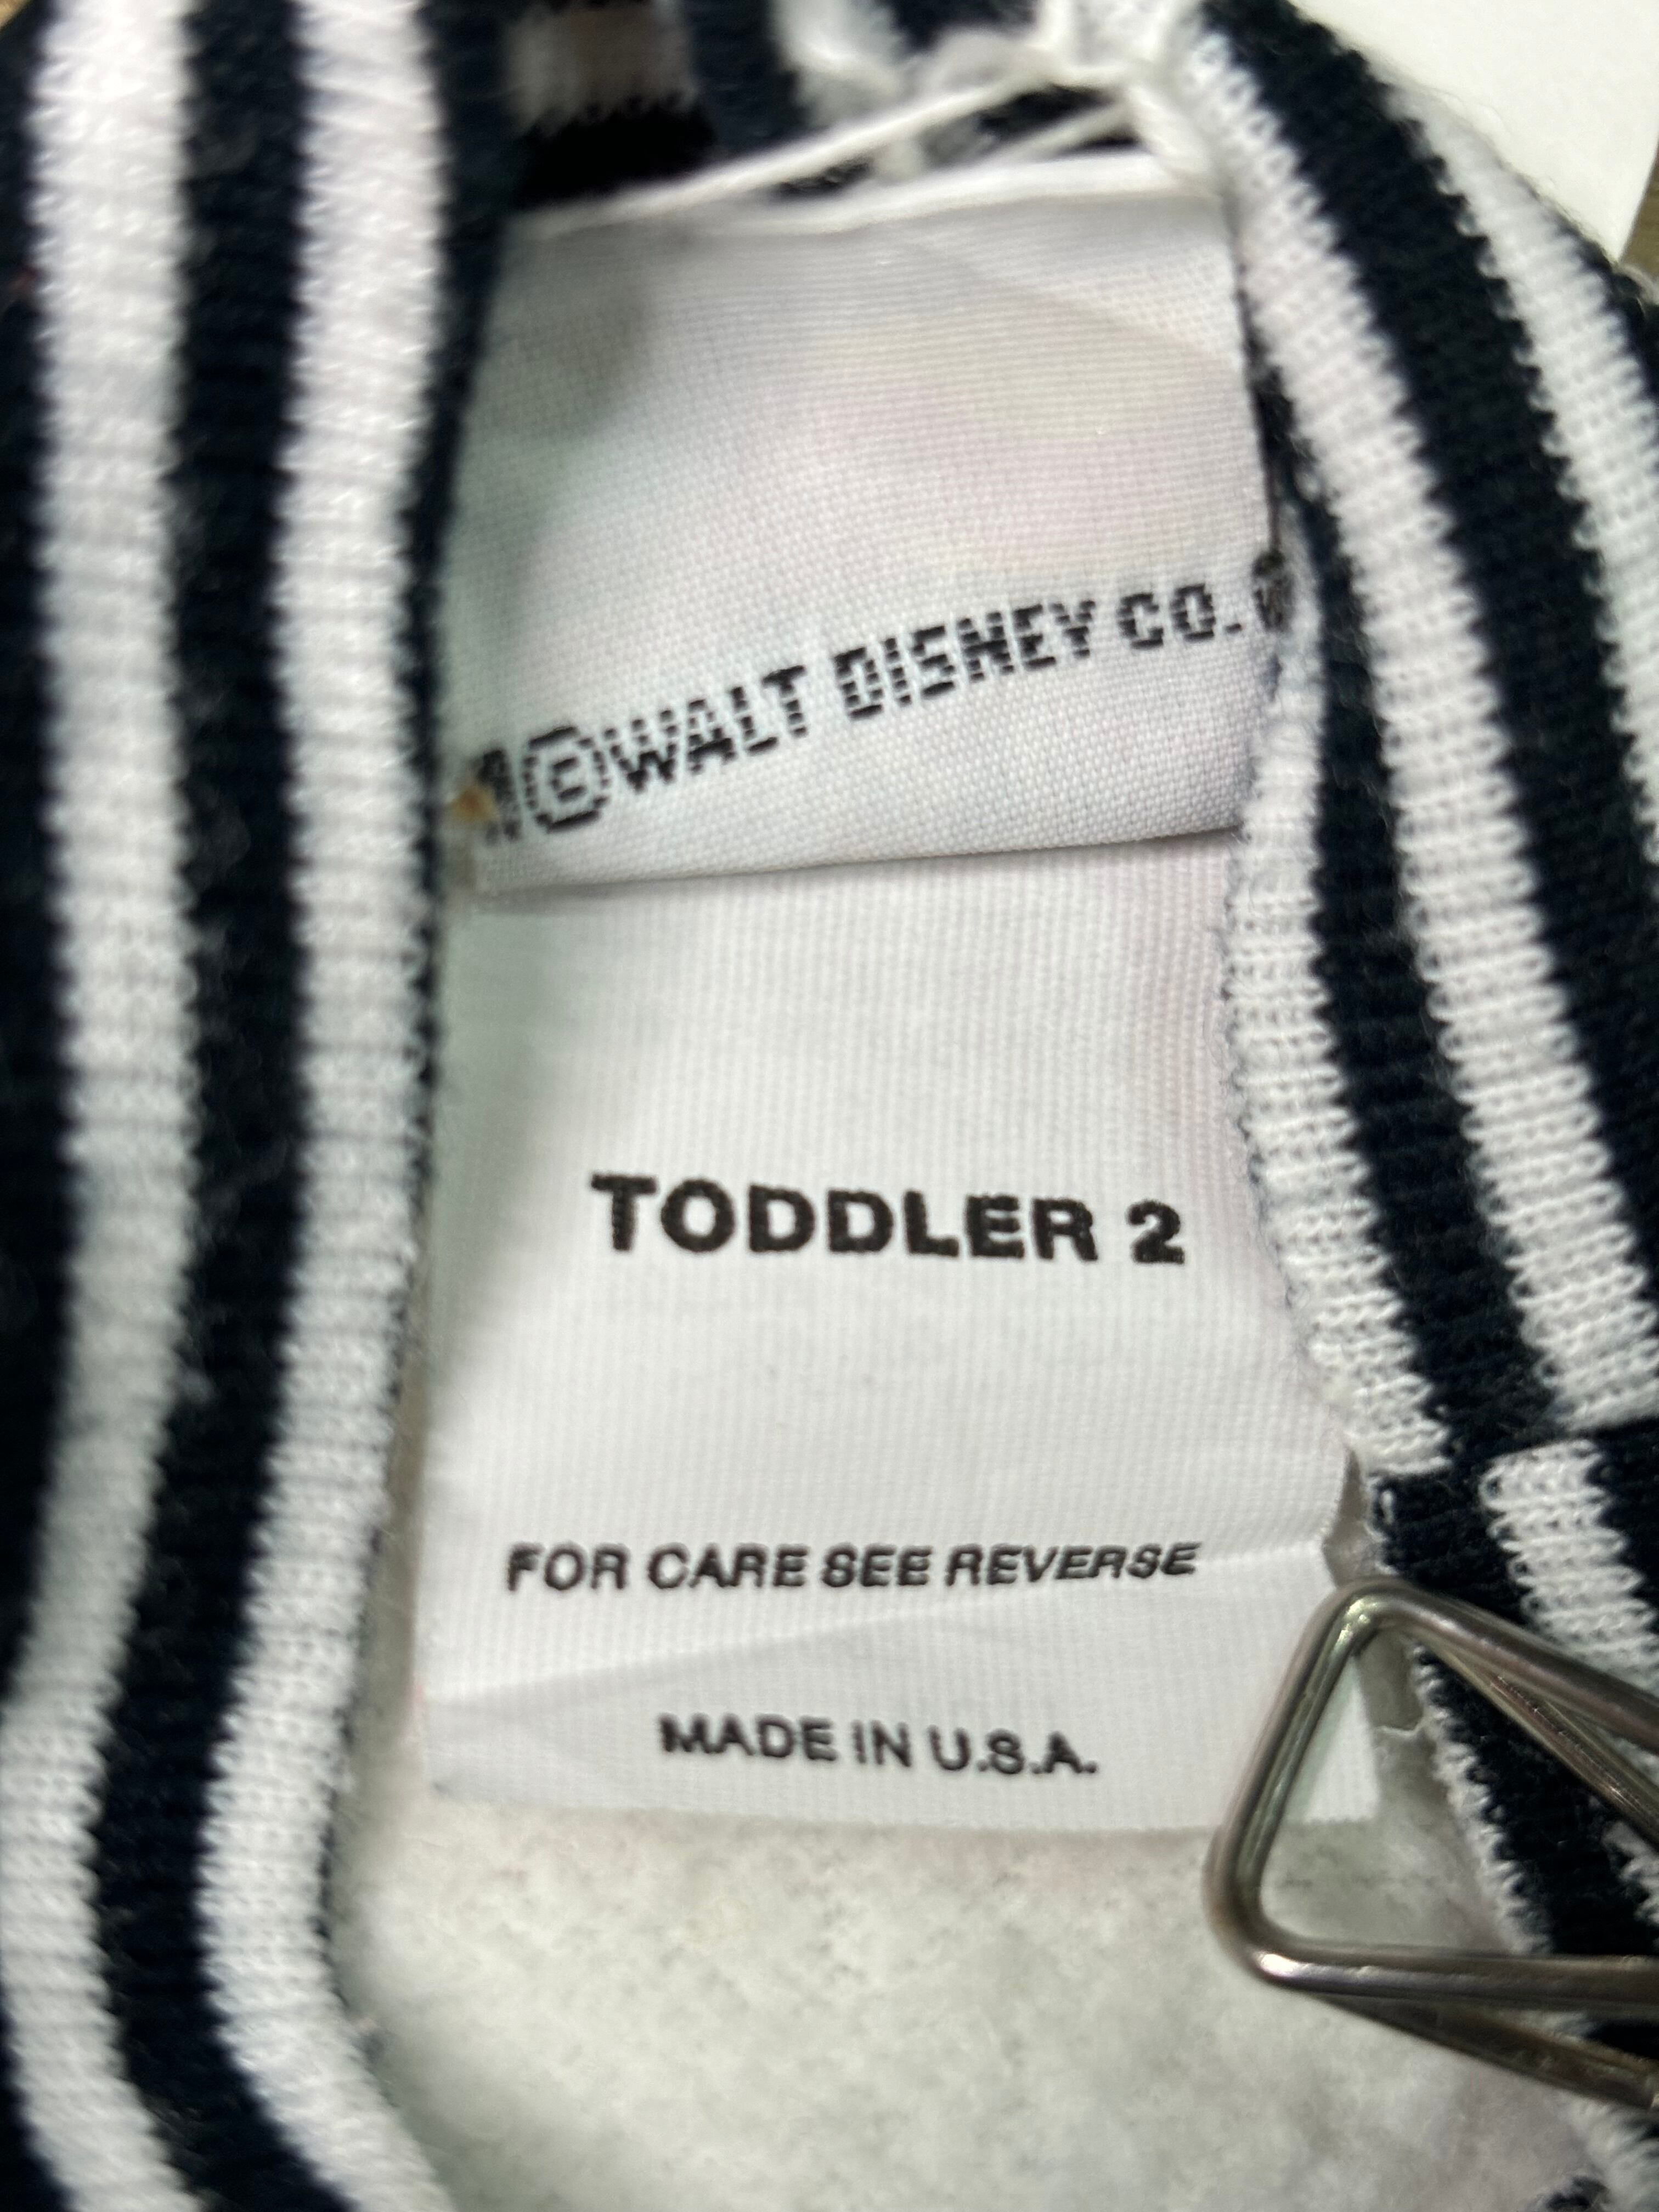 ©WALT DISNEY CO.
TODDLER 2
FOR CARE SEE REVERSE
MADE IN U.S.A.